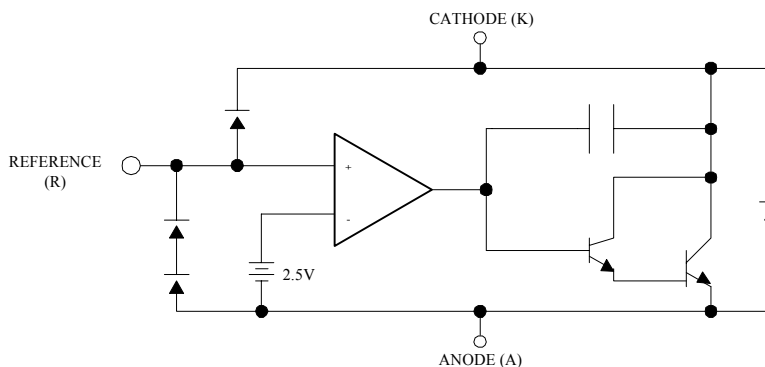 CATHODE (K)
REFERENCE
(R)
+
-
2.5V
ANODE (A)